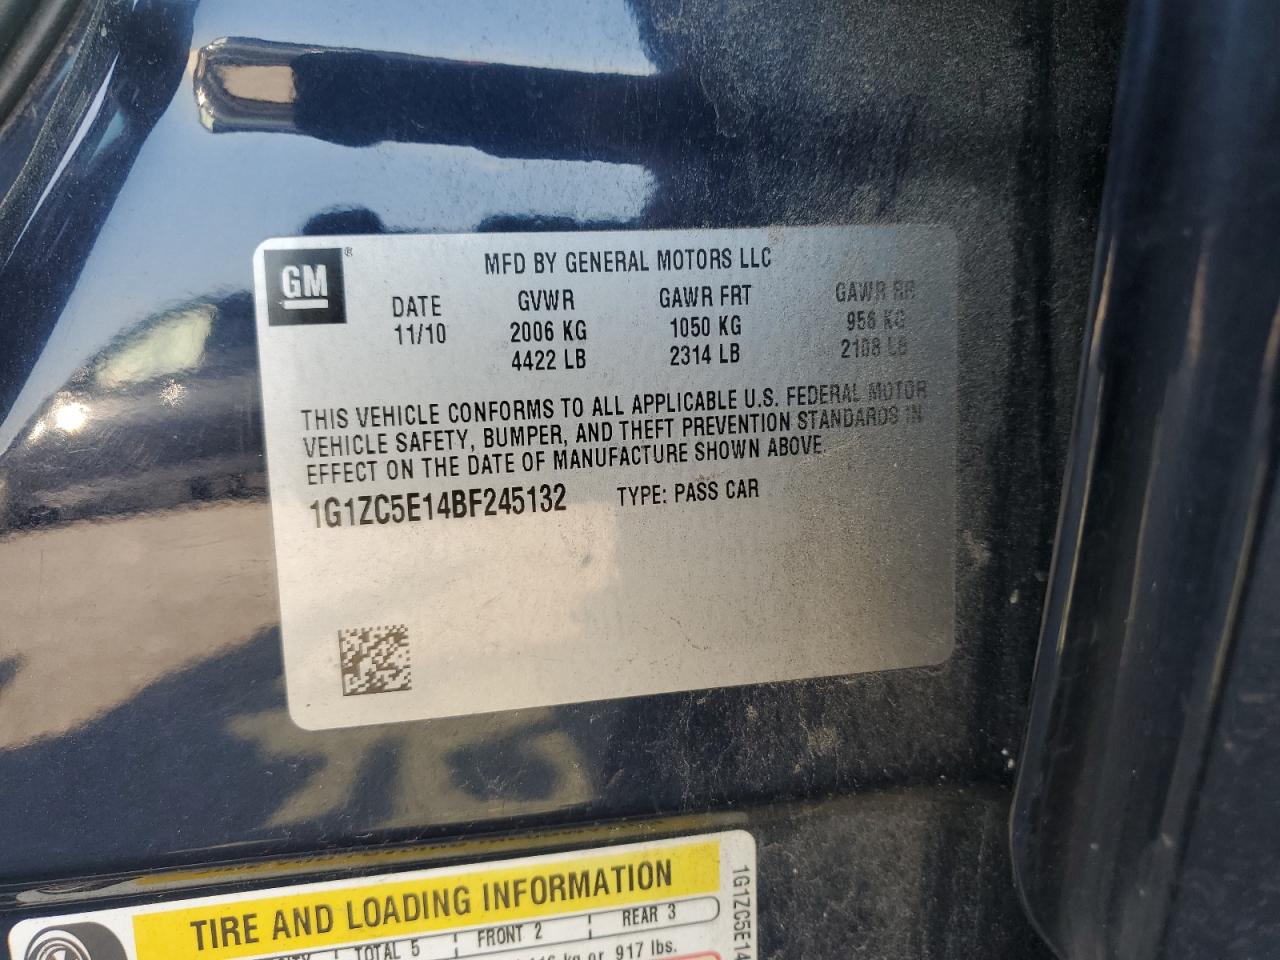 GM ®
MFD BY GENERAL MOTORS LLC
DATE GVWR GAWR FRT GAWR RR
11/10 2006 KG 1050 KG 956 KG
4422 LB 2314 LB 2108 LB
THIS VEHICLE CONFORMS TO ALL APPLICABLE U.S. FEDERAL MOTOR
VEHICLE SAFETY, BUMPER, AND THEFT PREVENTION STANDARDS IN
EFFECT ON THE DATE OF MANUFACTURE SHOWN ABOVE.
1G1ZC5E14BF245132 TYPE: PASS CAR
TIRE AND LOADING INFORMATION
TOTAL 5 FRONT 2 REAR 3
kg or 917 lbs.
1G1ZC5E14